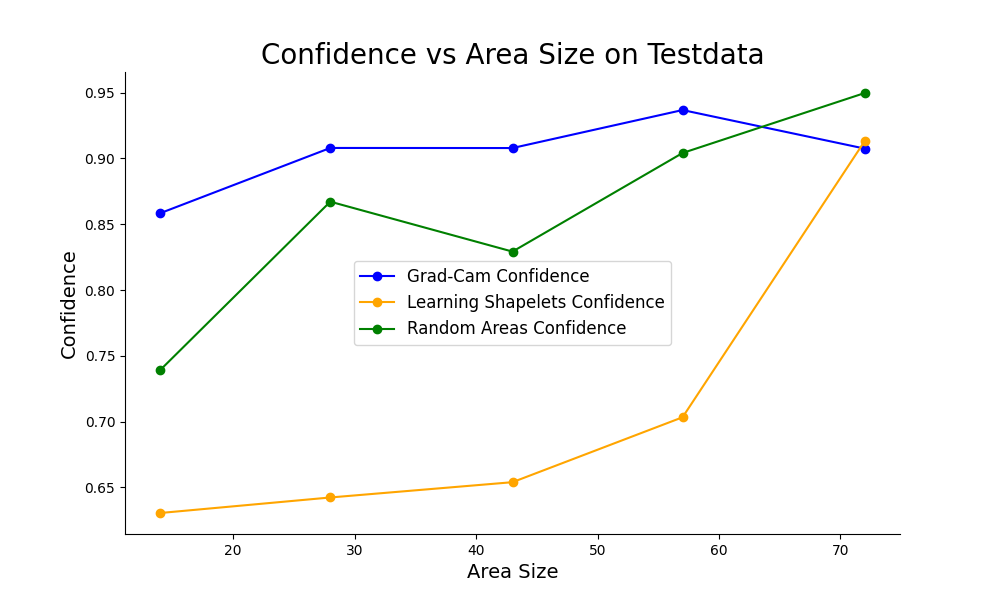 Confidence vs Area Size on Testdata
0.95
0.90
0.85
0.80
0.75
0.70
0.65
Confidence
Grad-Cam Confidence
Learning Shapelets Confidence
Random Areas Confidence
20 30 40 50 60 70
Area Size